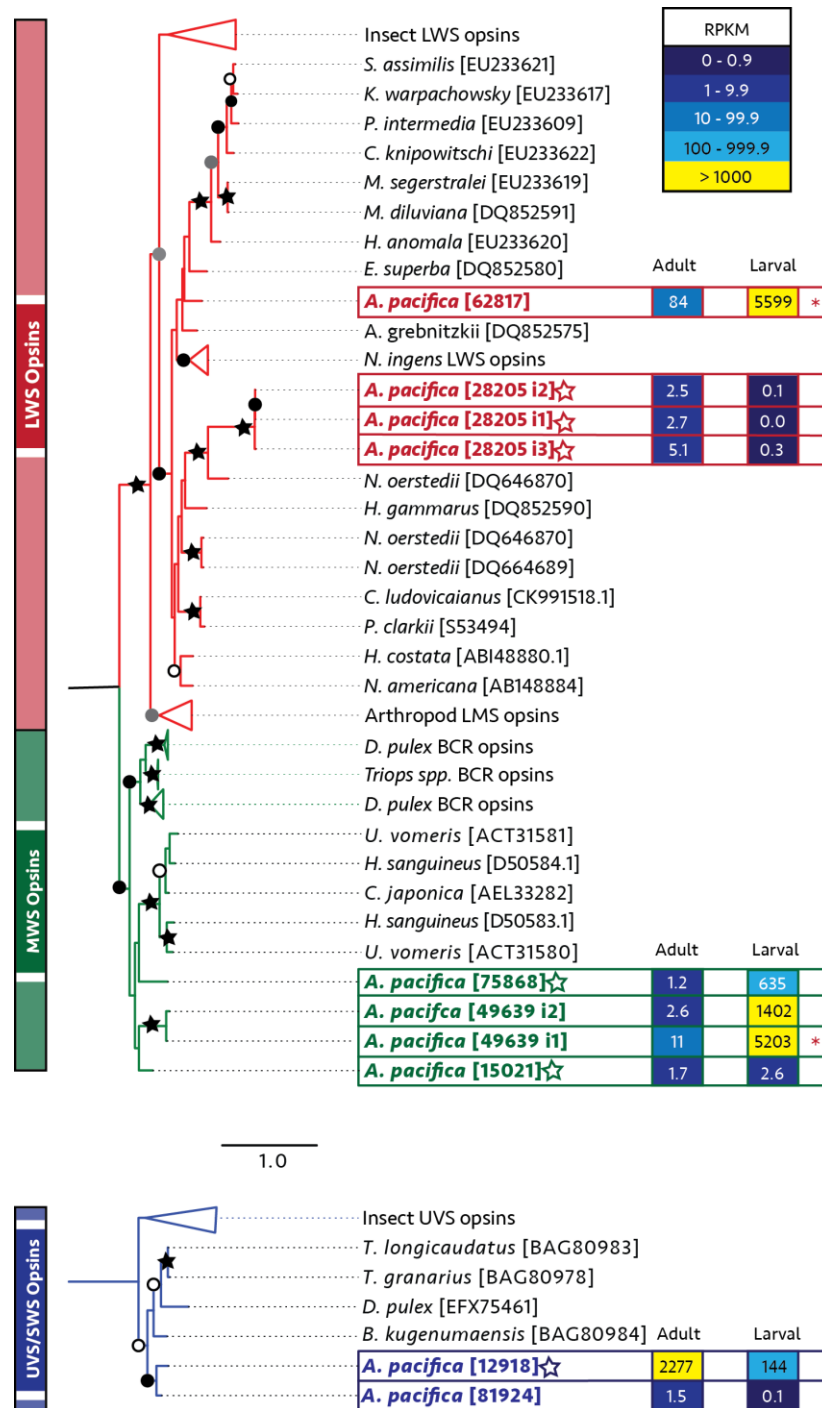 Insect LWS opsins
RPKM
0 - 0.9
1 - 9.9
10 - 99.9
100 - 999.9
> 1000
S. assimilis [EU233621]
K. warpachowsky [EU233617]
P. intermedia [EU233609]
C. knipowitschi [EU233622]
M. segerstralei [EU233619]
M. diluviana [DQ852591]
H. anomala [EU233620]
E. superba [DQ852580]
Adult Larval
A. pacifica [62817] 84 5599 *
A. grebnitzkii [DQ852575]
N. ingens LWS opsins
A. pacifica [28205 i2]☆ 2.5 0.1
A. pacifica [28205 i1]☆ 2.7 0.0
A. pacifica [28205 i3]☆ 5.1 0.3
N. oerstedii [DQ646870]
H. gammarus [DQ852590]
N. oerstedii [DQ646870]
N. oerstedii [DQ664689]
C. ludovicaianus [CK991518.1]
P. clarkii [S53494]
H. costata [ABI48880.1]
N. americana [AB148884]
Arthropod LMS opsins
LWS Opsins
D. pulex BCR opsins
Triops spp. BCR opsins
D. pulex BCR opsins
U. vomeris [ACT31581]
H. sanguineus [D50584.1]
C. japonica [AEL33282]
H. sanguineus [D50583.1]
U. vomeris [ACT31580]
Adult Larval
A. pacifica [75868]☆ 1.2 635
A. pacifca [49639 i2] 2.6 1402
A. pacifica [49639 i1] 11 5203 *
A. pacifica [15021]☆ 1.7 2.6
MWS Opsins
1.0
Insect UVS opsins
T. longicaudatus [BAG80983]
T. granarius [BAG80978]
D. pulex [EFX75461]
B. kugenumaensis [BAG80984]
Adult Larval
A. pacifica [12918]☆ 2277 144
A. pacifica [81924] 1.5 0.1
UVS/SWS Opsins